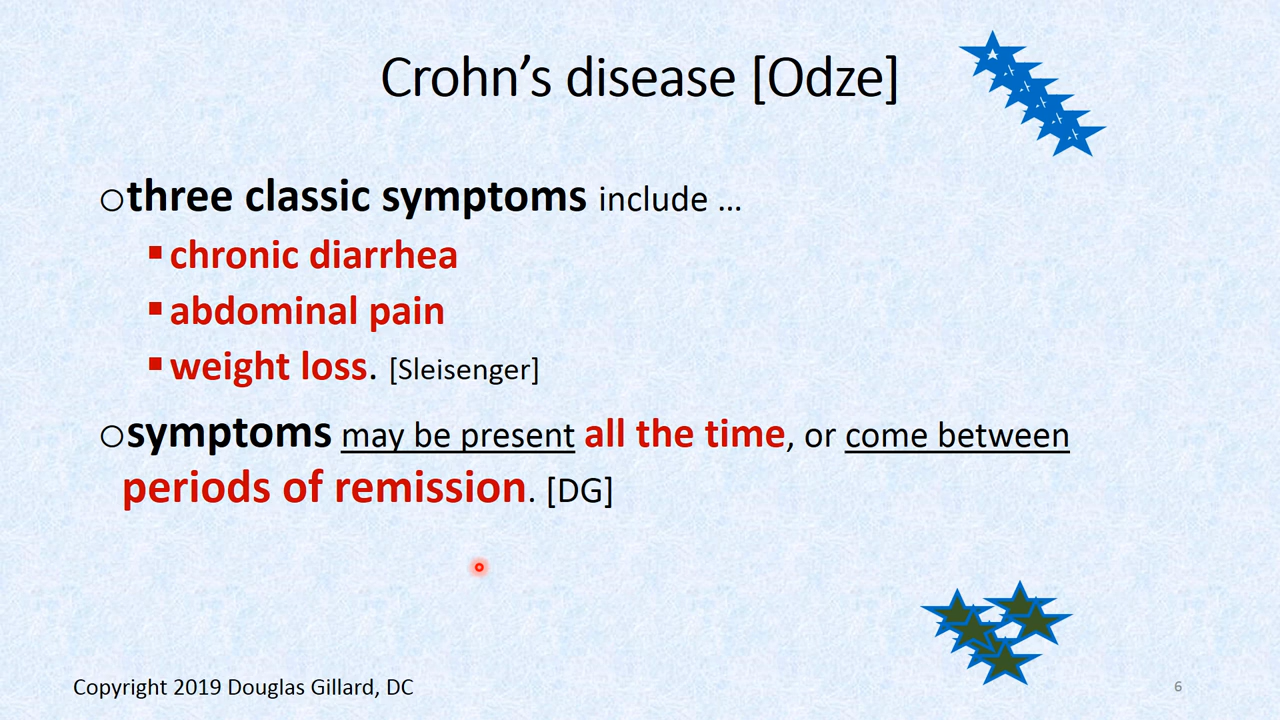 Crohn’s disease [Odze]
three classic symptoms include …
chronic diarrhea
abdominal pain
weight loss. [Sleisenger]
symptoms may be present all the time, or come between
periods of remission. [DG]
Copyright 2019 Douglas Gillard, DC
6